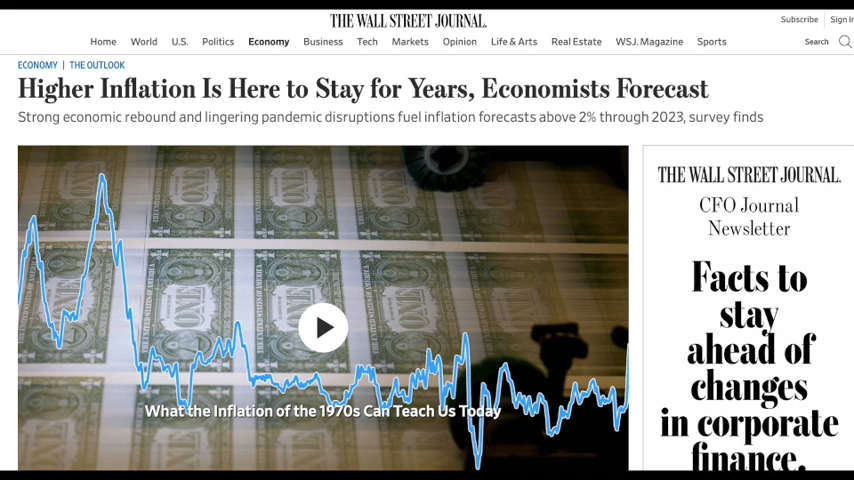 THE WALL STREET JOURNAL.
Subscribe
Sign In
Home World U.S. Politics Economy Business Tech Markets Opinion Life & Arts Real Estate WSJ. Magazine Sports
Search
ECONOMY | THE OUTLOOK
Higher Inflation Is Here to Stay for Years, Economists Forecast
Strong economic rebound and lingering pandemic disruptions fuel inflation forecasts above 2% through 2023, survey finds
What the Inflation of the 1970s Can Teach Us Today
THE WALL STREET JOURNAL.
CFO Journal
Newsletter
Facts to
stay
ahead of
changes
in corporate
finance.